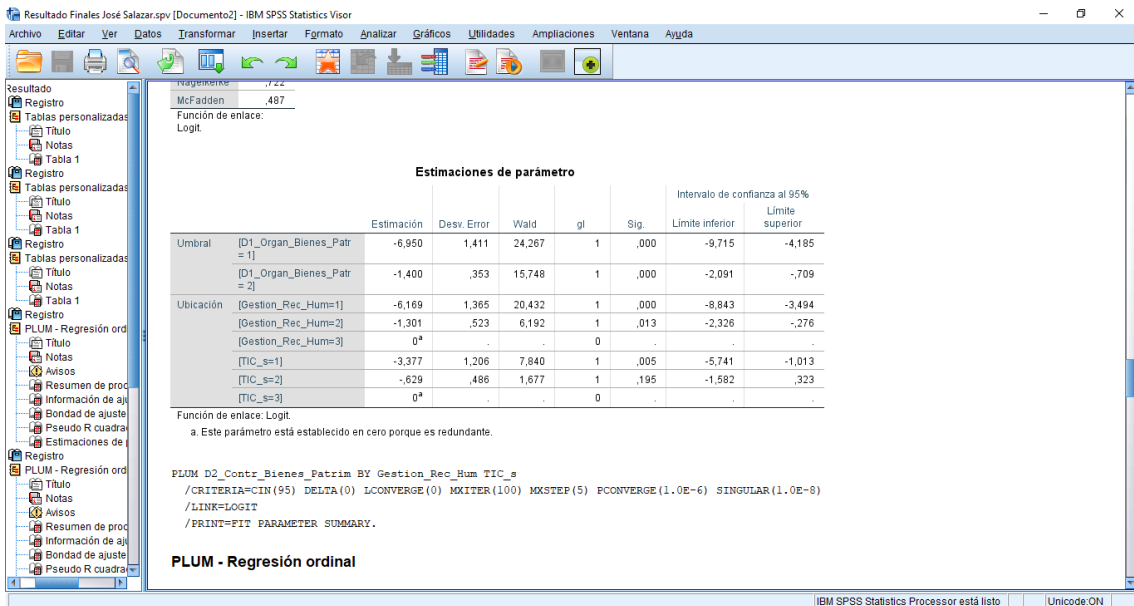 Resultado Finales José Salazar.spv [Documento2] - IBM SPSS Statistics Visor
Archivo Editar Ver Datos Transformar Insertar Formato Analizar Gráficos Utilidades Ampliaciones Ventana Ayuda
Resultado
Registro
Tablas personalizadas
Título
Notas
Tabla 1
Registro
Tablas personalizadas
Título
Notas
Tabla 1
Registro
Tablas personalizadas
Título
Notas
Tabla 1
Registro
PLUM - Regresión ord
Título
Notas
Avisos
Resumen de proc
Información de aju
Bondad de ajuste
Pseudo R cuadra
Estimaciones de p
Registro
PLUM - Regresión ord
Título
Notas
Avisos
Resumen de proc
Información de aju
Bondad de ajuste
Pseudo R cuadra
Nagelkerke ,722
McFadden ,487
Función de enlace:
Logit.
Estimaciones de parámetro
Intervalo de confianza al 95%
Estimación Desv. Error Wald gl Sig. Límite inferior Límite superior
Umbral [D1_Organ_Bienes_Patr = 1] -6,950 1,411 24,267 1 ,000 -9,715 -4,185
[D1_Organ_Bienes_Patr = 2] -1,400 ,353 15,748 1 ,000 -2,091 -,709
Ubicación [Gestion_Rec_Hum=1] -6,169 1,365 20,432 1 ,000 -8,843 -3,494
[Gestion_Rec_Hum=2] -1,301 ,523 6,192 1 ,013 -2,326 -,276
[Gestion_Rec_Hum=3] 0a . . 0 . . .
[TIC_s=1] -3,377 1,206 7,840 1 ,005 -5,741 -1,013
[TIC_s=2] -,629 ,486 1,677 1 ,195 -1,582 ,323
[TIC_s=3] 0a . . 0 . . .
Función de enlace: Logit.
a. Este parámetro está establecido en cero porque es redundante.
PLUM D2_Contr_Bienes_Patrim BY Gestion_Rec_Hum TIC_s
/CRITERIA=CIN(95) DELTA(0) LCONVERGE(0) MXITER(100) MXSTEP(5) PCONVERGE(1.0E-6) SINGULAR(1.0E-8)
/LINK=LOGIT
/PRINT=FIT PARAMETER SUMMARY.
PLUM - Regresión ordinal
IBM SPSS Statistics Processor está listo Unicode:ON